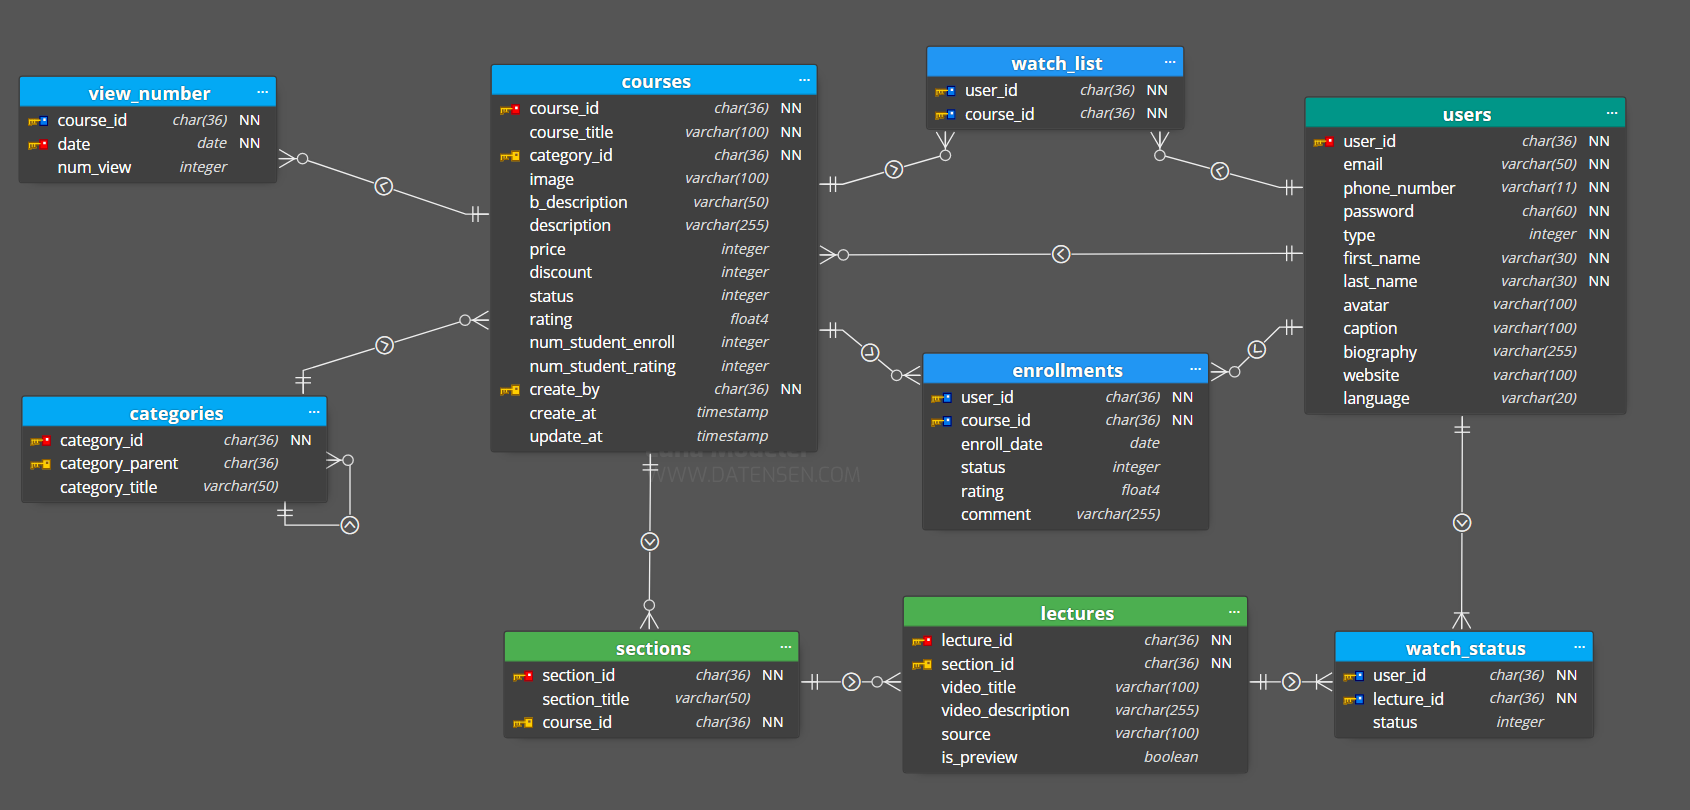 view_number ...
course_id char(36) NN
date date NN
num_view integer
courses ...
course_id char(36) NN
course_title varchar(100) NN
category_id char(36) NN
image varchar(100)
b_description varchar(50)
description varchar(255)
price integer
discount integer
status integer
rating float4
num_student_enroll integer
num_student_rating integer
create_by char(36) NN
create_at timestamp
update_at timestamp
watch_list ...
user_id char(36) NN
course_id char(36) NN
users ...
user_id char(36) NN
email varchar(50) NN
phone_number varchar(11) NN
password char(60) NN
type integer NN
first_name varchar(30) NN
last_name varchar(30) NN
avatar varchar(100)
caption varchar(100)
biography varchar(255)
website varchar(100)
language varchar(20)
categories ...
category_id char(36) NN
category_parent char(36)
category_title varchar(50)
enrollments ...
user_id char(36) NN
course_id char(36) NN
enroll_date date
status integer
rating float4
comment varchar(255)
WWW.DATENSEN.COM
sections ...
section_id char(36) NN
section_title varchar(50)
course_id char(36) NN
lectures ...
lecture_id char(36) NN
section_id char(36) NN
video_title varchar(100)
video_description varchar(255)
source varchar(100)
is_preview boolean
watch_status ...
user_id char(36) NN
lecture_id char(36) NN
status integer